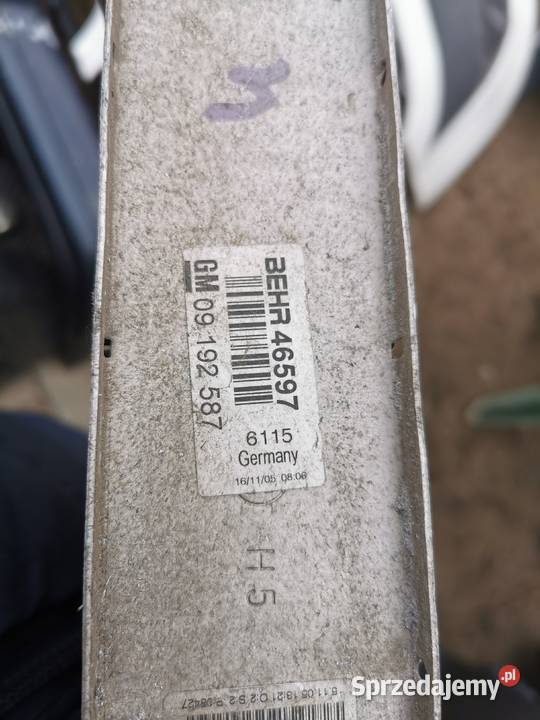 BEHR 46597
GM 09 192 587
6115
Germany
16/11/05 08:06
H 5
Sprzedajemy.pl